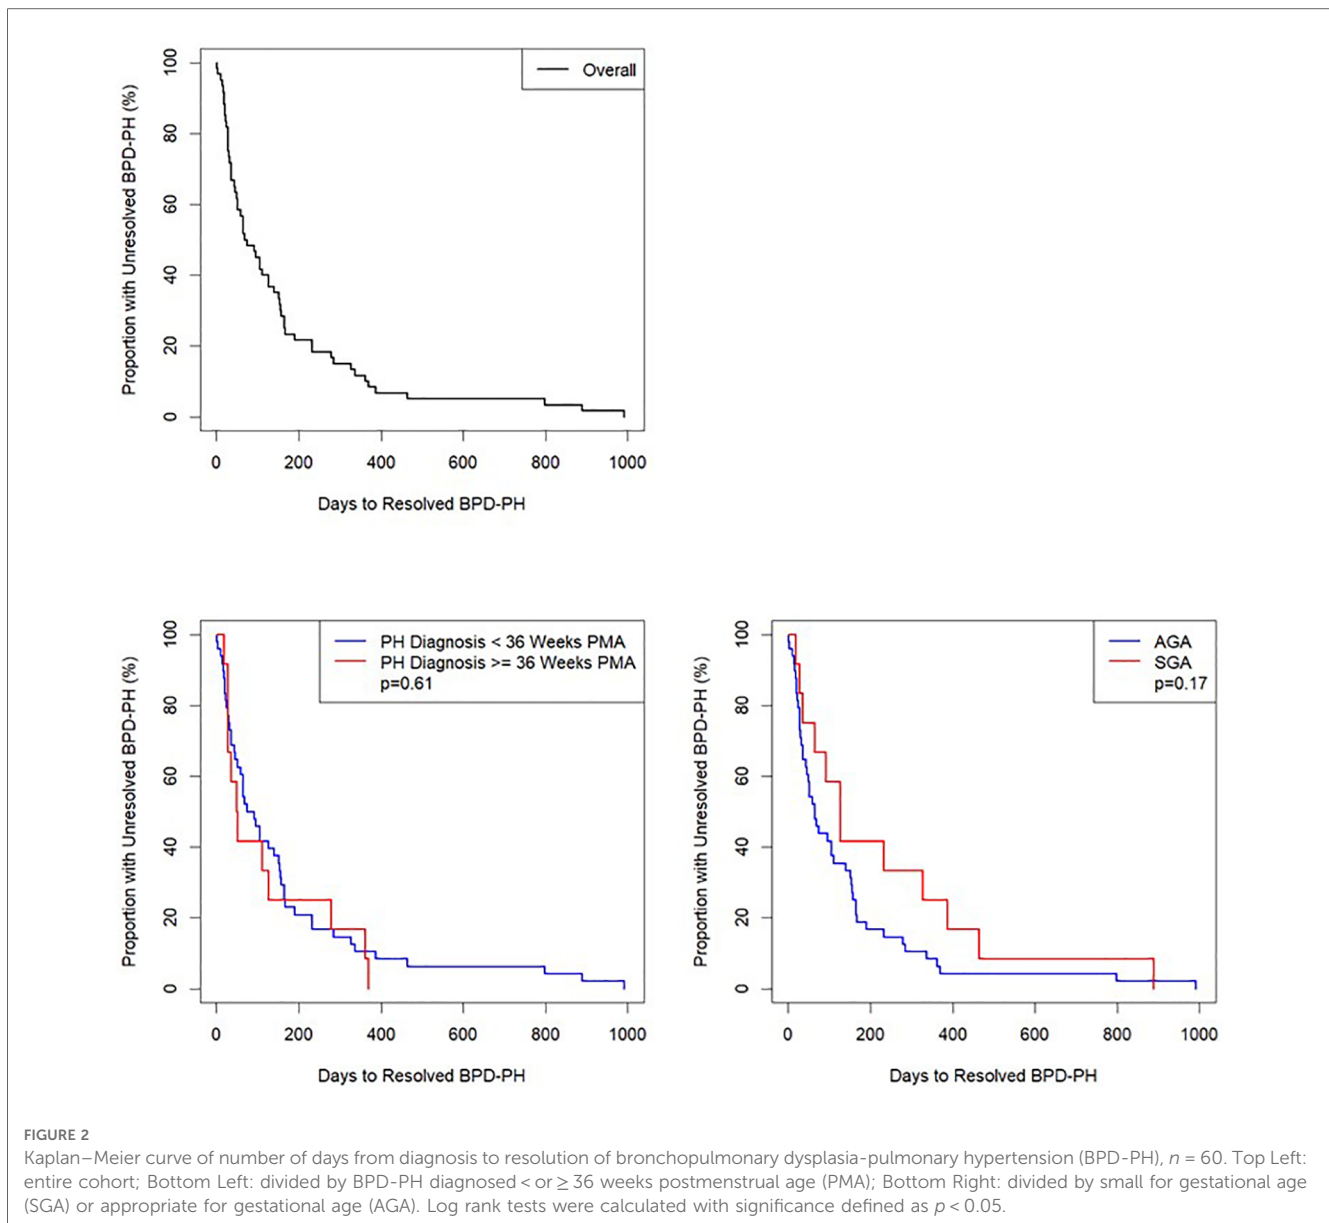 Overall
Proportion with Unresolved BPD-PH (%)
100
80
60
40
20
0
0 200 400 600 800 1000
Days to Resolved BPD-PH
PH Diagnosis < 36 Weeks PMA
PH Diagnosis >= 36 Weeks PMA
p=0.61
Proportion with Unresolved BPD-PH (%)
100
80
60
40
20
0
0 200 400 600 800 1000
Days to Resolved BPD-PH
AGA
SGA
p=0.17
Proportion with Unresolved BPD-PH (%)
100
80
60
40
20
0
0 200 400 600 800 1000
Days to Resolved BPD-PH
FIGURE 2
Kaplan–Meier curve of number of days from diagnosis to resolution of bronchopulmonary dysplasia-pulmonary hypertension (BPD-PH), n = 60. Top Left:
entire cohort; Bottom Left: divided by BPD-PH diagnosed < or ≥ 36 weeks postmenstrual age (PMA); Bottom Right: divided by small for gestational age
(SGA) or appropriate for gestational age (AGA). Log rank tests were calculated with significance defined as p < 0.05.